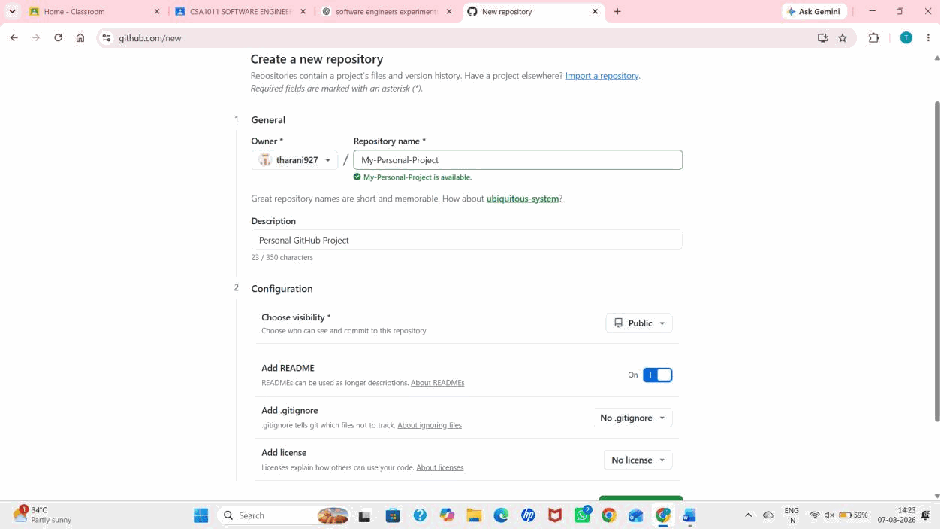 Home - Classroom
CSA1011 SOFTWARE ENGINEER
software engineers experiment
New repository
Ask Gemini
github.com/new
T
Create a new repository
Repositories contain a project's files and version history. Have a project elsewhere? Import a repository.
Required fields are marked with an asterisk (*).
1 General
Owner *
Repository name *
tharani927 / My-Personal-Project
My-Personal-Project is available.
Great repository names are short and memorable. How about ubiquitous-system?
Description
Personal GitHub Project
23 / 350 characters
2 Configuration
Choose visibility *
Choose who can see and commit to this repository
Public
Add README
READMEs can be used as longer descriptions. About READMEs
On
Add .gitignore
.gitignore tells git which files not to track. About ignoring files
No .gitignore
Add license
Licenses explain how others can use your code. About licenses
No license
1
34°C
Partly sunny
Search
ENG
IN
14:23
07-03-2026